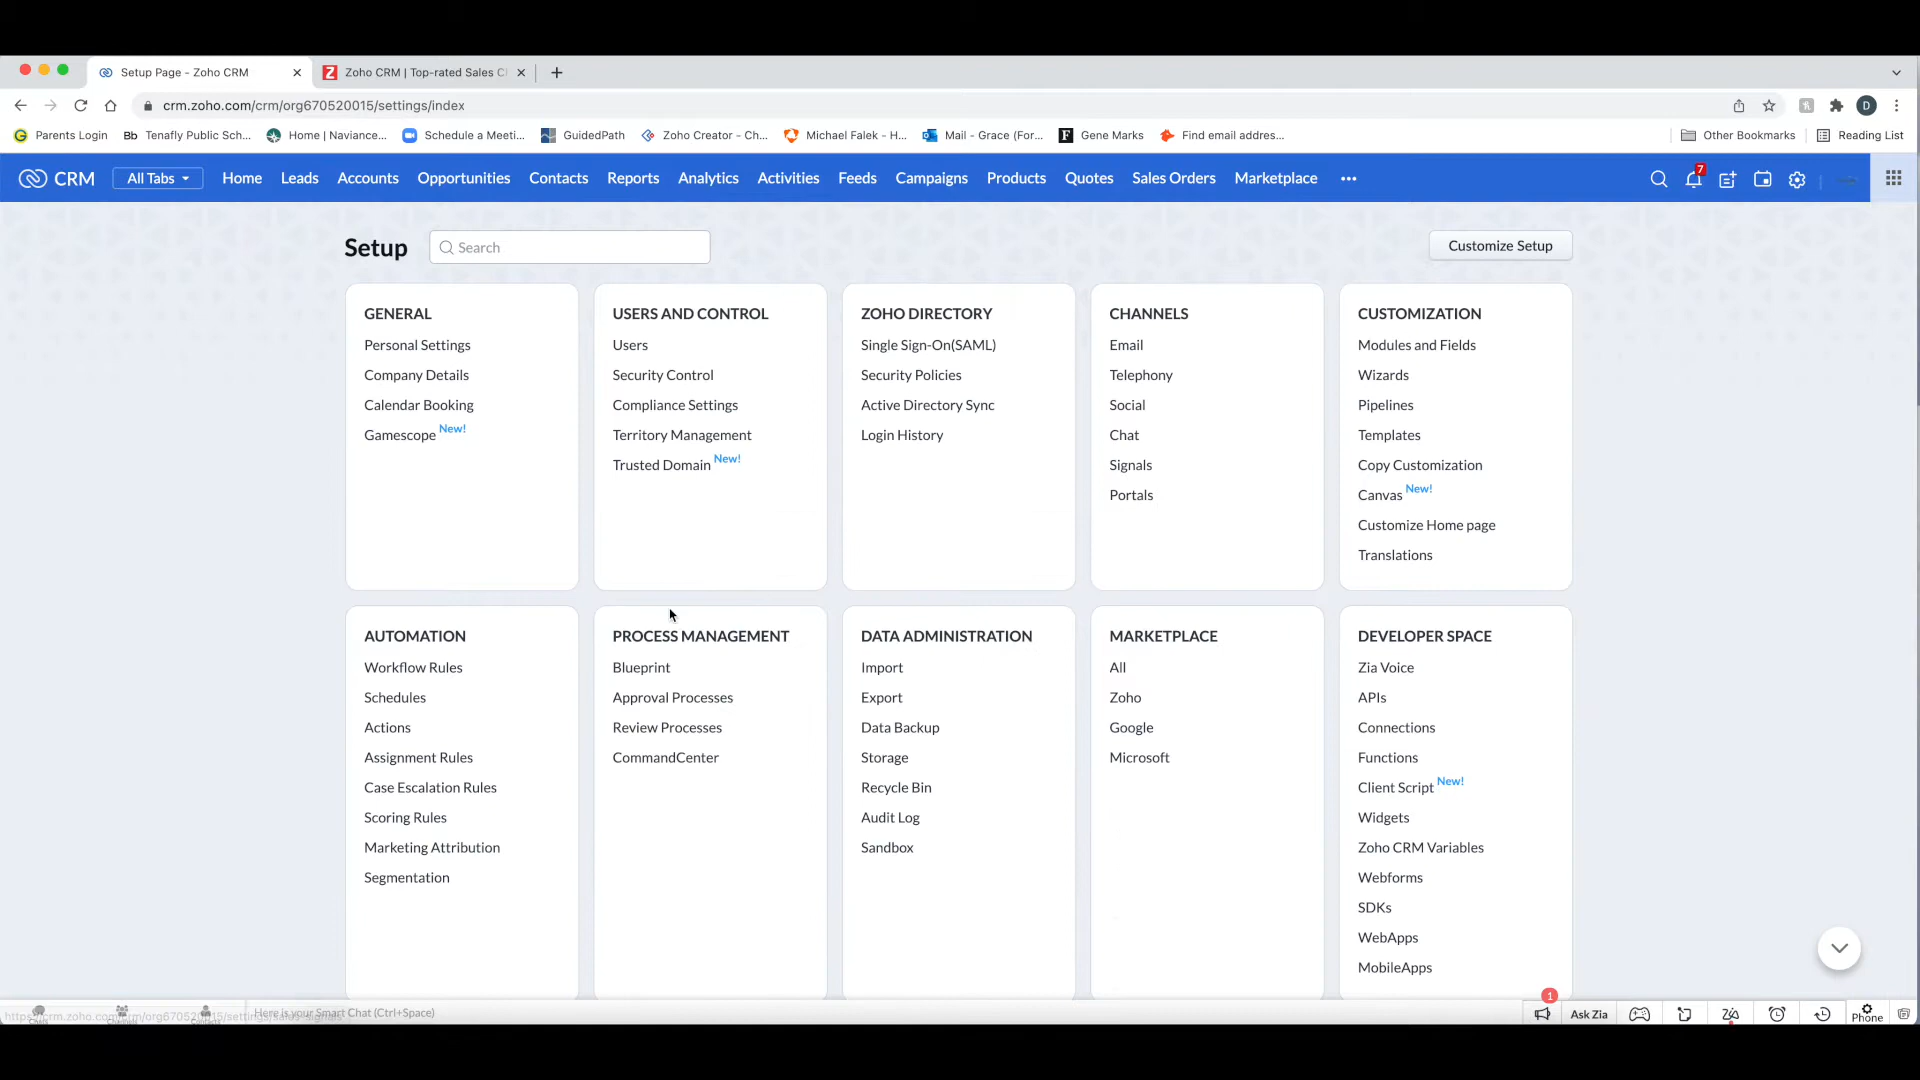 Setup Page - Zoho CRM
Zoho CRM | Top-rated Sales C
crm.zoho.com/crm/org670520015/settings/index
D
Parents Login
Bb Tenafly Public Sch...
Home | Naviance...
Schedule a Meeti...
GuidedPath
Zoho Creator - Ch...
Michael Falek - H...
Mail - Grace (For...
F Gene Marks
Find email addres...
Other Bookmarks
Reading List
CRM
All Tabs
Home
Leads
Accounts
Opportunities
Contacts
Reports
Analytics
Activities
Feeds
Campaigns
Products
Quotes
Sales Orders
Marketplace
7
Setup
Search
Customize Setup
GENERAL
Personal Settings
Company Details
Calendar Booking
Gamescope New!
USERS AND CONTROL
Users
Security Control
Compliance Settings
Territory Management
Trusted Domain New!
ZOHO DIRECTORY
Single Sign-On(SAML)
Security Policies
Active Directory Sync
Login History
CHANNELS
Email
Telephony
Social
Chat
Signals
Portals
CUSTOMIZATION
Modules and Fields
Wizards
Pipelines
Templates
Copy Customization
Canvas New!
Customize Home page
Translations
AUTOMATION
Workflow Rules
Schedules
Actions
Assignment Rules
Case Escalation Rules
Scoring Rules
Marketing Attribution
Segmentation
PROCESS MANAGEMENT
Blueprint
Approval Processes
Review Processes
CommandCenter
DATA ADMINISTRATION
Import
Export
Data Backup
Storage
Recycle Bin
Audit Log
Sandbox
MARKETPLACE
All
Zoho
Google
Microsoft
DEVELOPER SPACE
Zia Voice
APIs
Connections
Functions
Client Script New!
Widgets
Zoho CRM Variables
Webforms
SDKs
WebApps
MobileApps
Here is your Smart Chat (Ctrl+Space)
1
Ask Zia
Phone